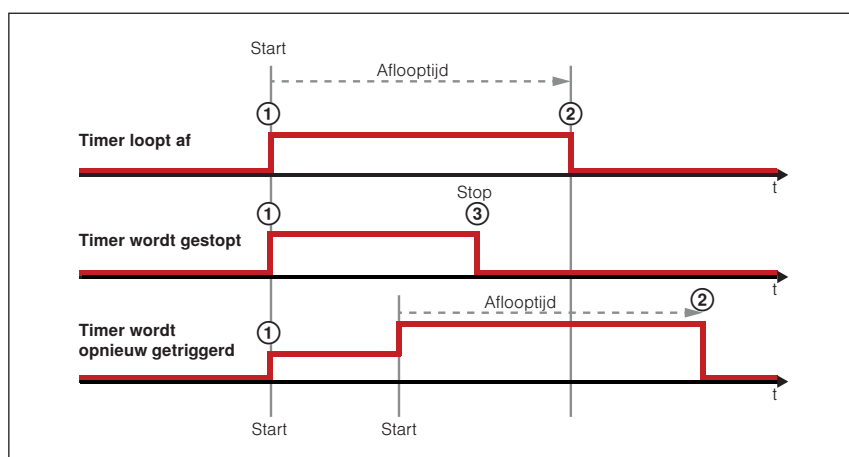 Start
Aflooptijd
1
2
Timer loopt af
t
Stop
1
3
Timer wordt gestopt
t
Aflooptijd
2
1
Timer wordt
opnieuw getriggerd
t
Start
Start